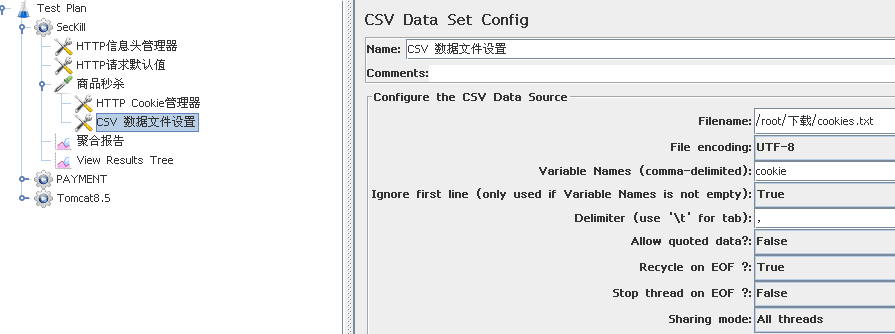 Test Plan
SecKill
HTTP信息头管理器
HTTP请求默认值
商品秒杀
HTTP Cookie管理器
CSV 数据文件设置
聚合报告
View Results Tree
PAYMENT
Tomcat8.5
CSV Data Set Config
Name: CSV 数据文件设置
Comments:
Configure the CSV Data Source
Filename: /root/下载/cookies.txt
File encoding: UTF-8
Variable Names (comma-delimited): cookie
Ignore first line (only used if Variable Names is not empty): True
Delimiter (use '\t' for tab): ,
Allow quoted data?: False
Recycle on EOF ?: True
Stop thread on EOF ?: False
Sharing mode: All threads